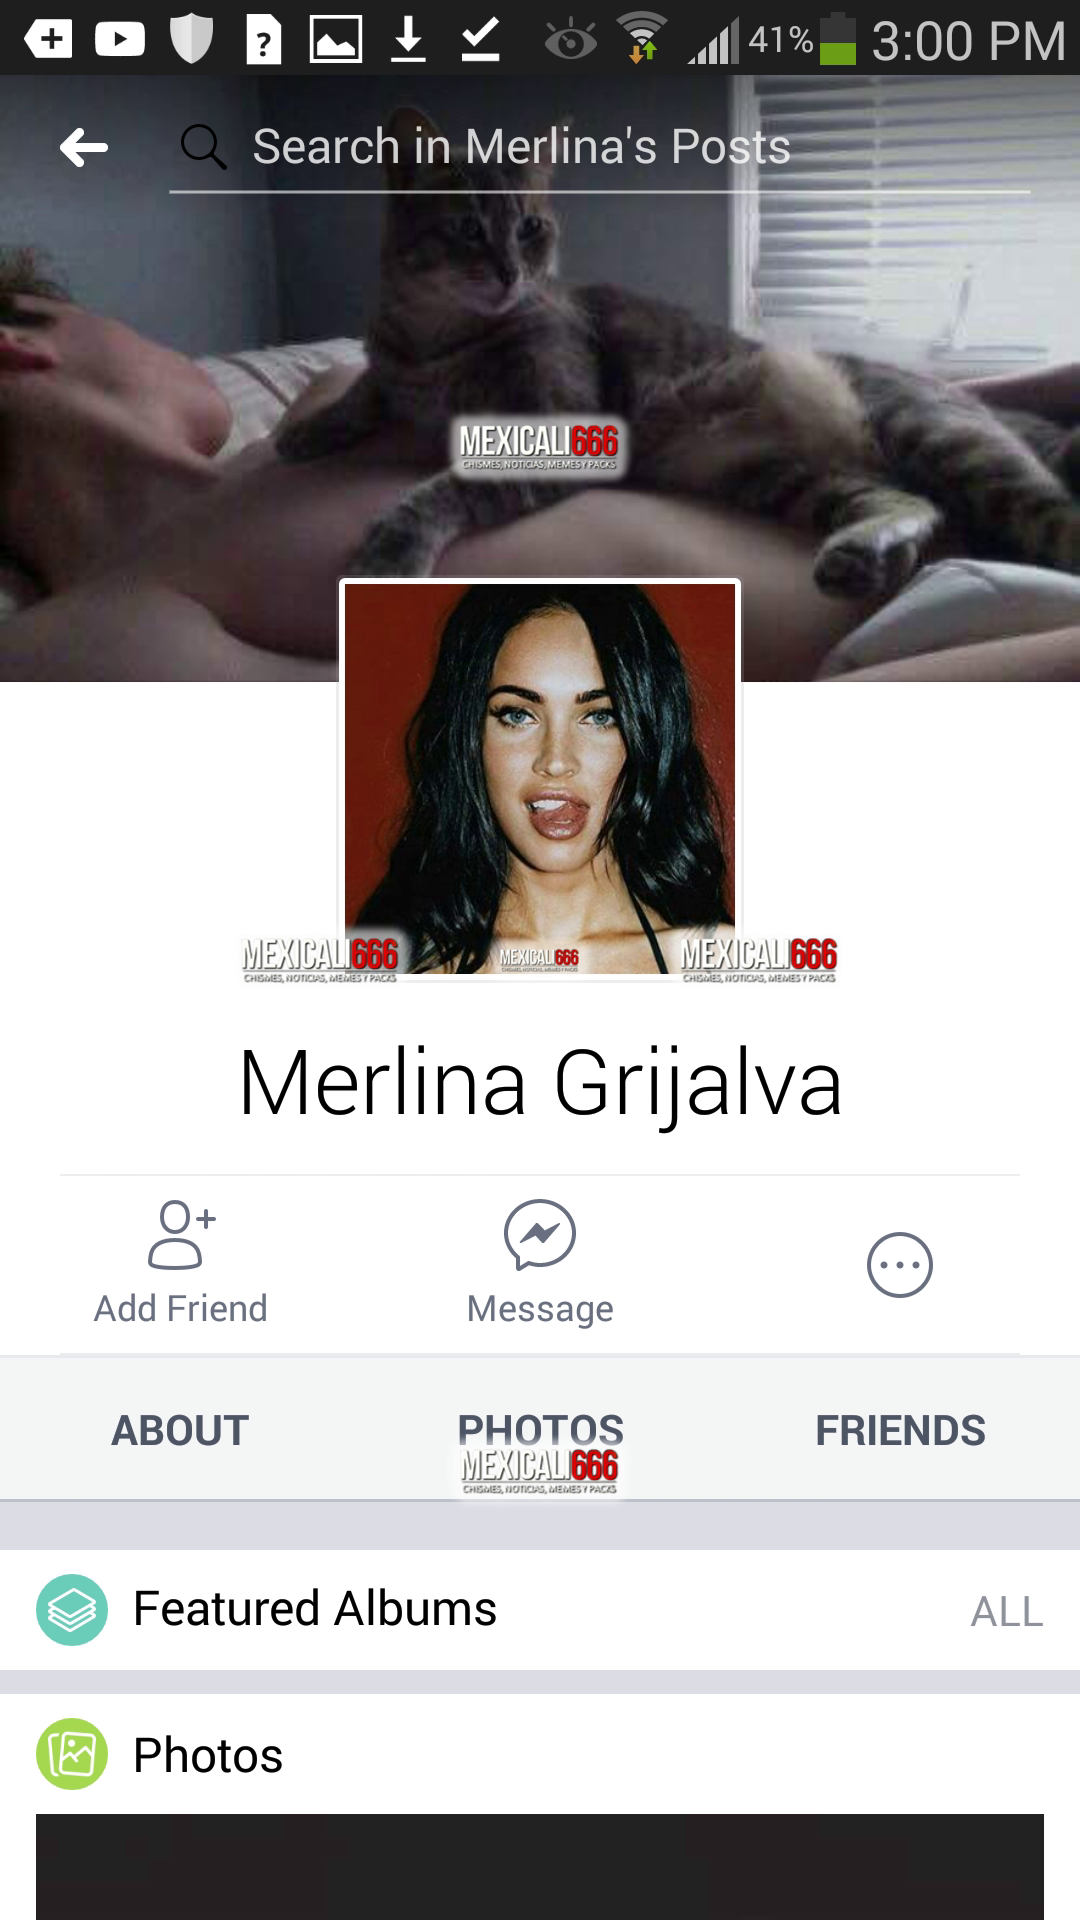 41% 3:00 PM
Search in Merlina's Posts
MEXICALI666
CHISMES, NOTICIAS, MEMES Y PACKS
MEXICALI666
CHISMES, NOTICIAS, MEMES Y PACKS
MEXICALI666
CHISMES, NOTICIAS, MEMES Y PACKS
MEXICALI666
CHISMES, NOTICIAS, MEMES Y PACKS
Merlina Grijalva
Add Friend
Message
ABOUT
PHOTOS
FRIENDS
MEXICALI666
CHISMES, NOTICIAS, MEMES Y PACKS
Featured Albums
ALL
Photos